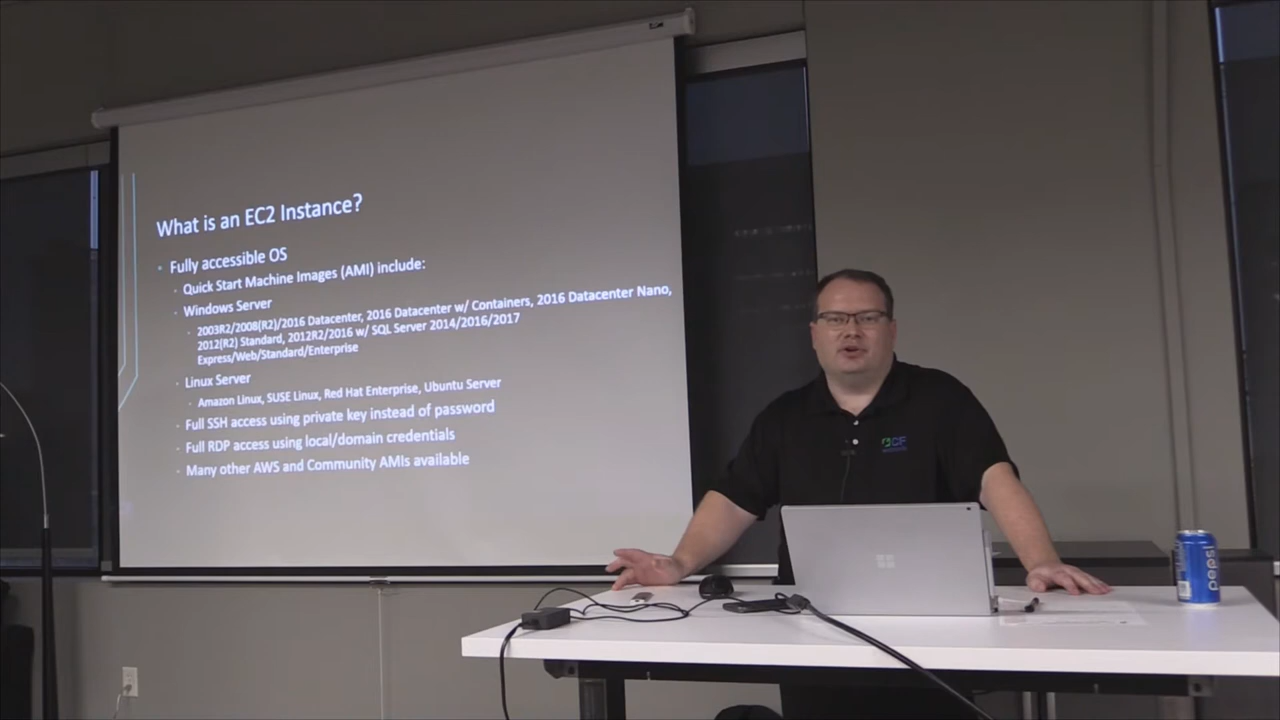 What is an EC2 Instance?
Fully accessible OS
Quick Start Machine Images (AMI) include:
Windows Server
2003R2/2008(R2)/2016 Datacenter, 2016 Datacenter w/ Containers, 2016 Datacenter Nano,
2012(R2) Standard, 2012R2/2016 w/ SQL Server 2014/2016/2017
Express/Web/Standard/Enterprise
Linux Server
Amazon Linux, SUSE Linux, Red Hat Enterprise, Ubuntu Server
Full SSH access using private key instead of password
Full RDP access using local/domain credentials
Many other AWS and Community AMIs available
CF
pepsi